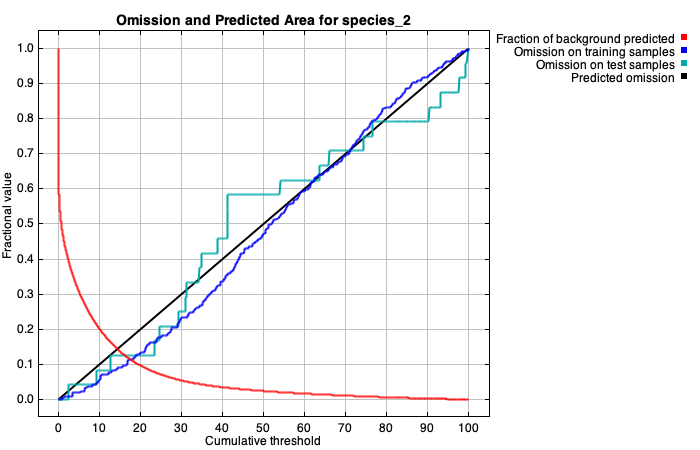 Omission and Predicted Area for species_2
Fraction of background predicted
Omission on training samples
Omission on test samples
Predicted omission
Fractional value
1.0
0.9
0.8
0.7
0.6
0.5
0.4
0.3
0.2
0.1
0.0
0 10 20 30 40 50 60 70 80 90 100
Cumulative threshold